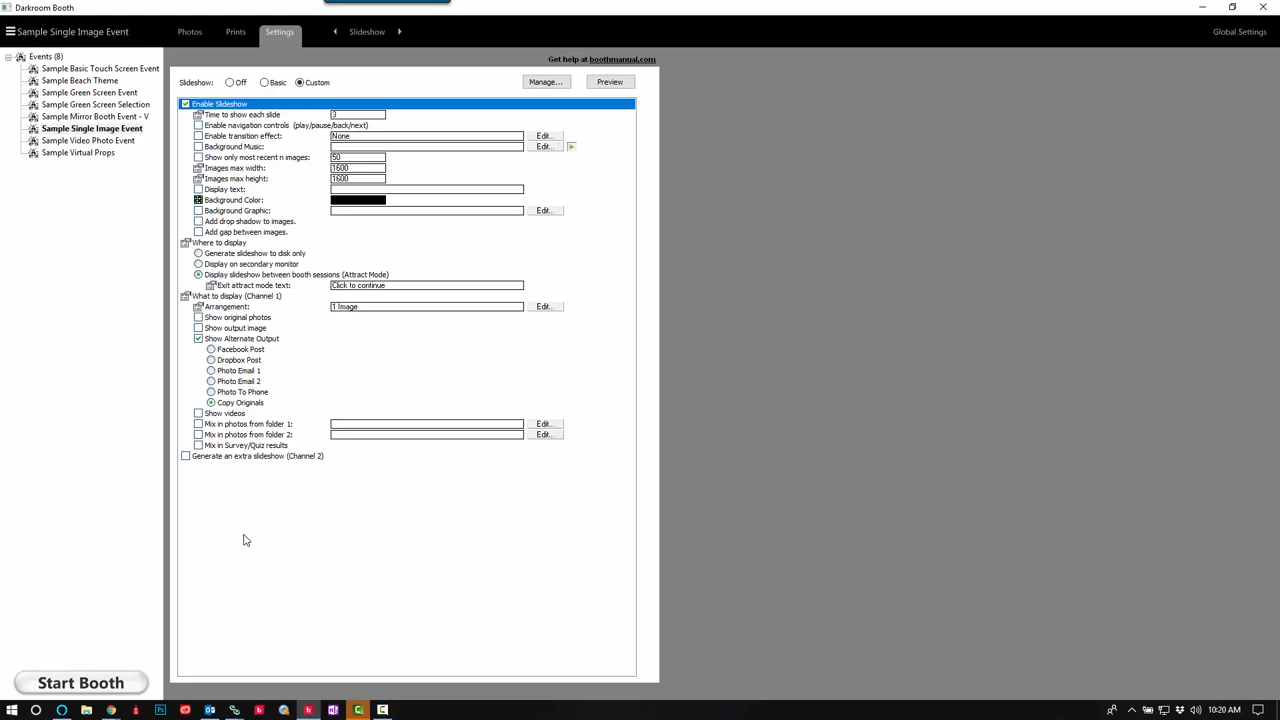 Darkroom Booth
Sample Single Image Event
Photos
Prints
Settings
Slideshow
Global Settings
Events (8)
Sample Basic Touch Screen Event
Sample Beach Theme
Sample Green Screen Event
Sample Green Screen Selection
Sample Mirror Booth Event - V
Sample Single Image Event
Sample Video Photo Event
Sample Virtual Props
Get help at boothmanual.com
Slideshow: Off Basic Custom
Manage...
Preview
Enable Slideshow
Time to show each slide 3
Enable navigation controls (play/pause/back/next)
Enable transition effect: None Edit...
Background Music: Edit...
Show only most recent n images: 50
Images max width: 1600
Images max height: 1600
Display text:
Background Color:
Background Graphic: Edit...
Add drop shadow to images.
Add gap between images.
Where to display
Generate slideshow to disk only
Display on secondary monitor
Display slideshow between booth sessions (Attract Mode)
Exit attract mode text: Click to continue
What to display (Channel 1)
Arrangement: 1 Image Edit...
Show original photos
Show output image
Show Alternate Output
Facebook Post
Dropbox Post
Photo Email 1
Photo Email 2
Photo To Phone
Copy Originals
Show videos
Mix in photos from folder 1: Edit...
Mix in photos from folder 2: Edit...
Mix in Survey/Quiz results
Generate an extra slideshow (Channel 2)
Start Booth
10:20 AM